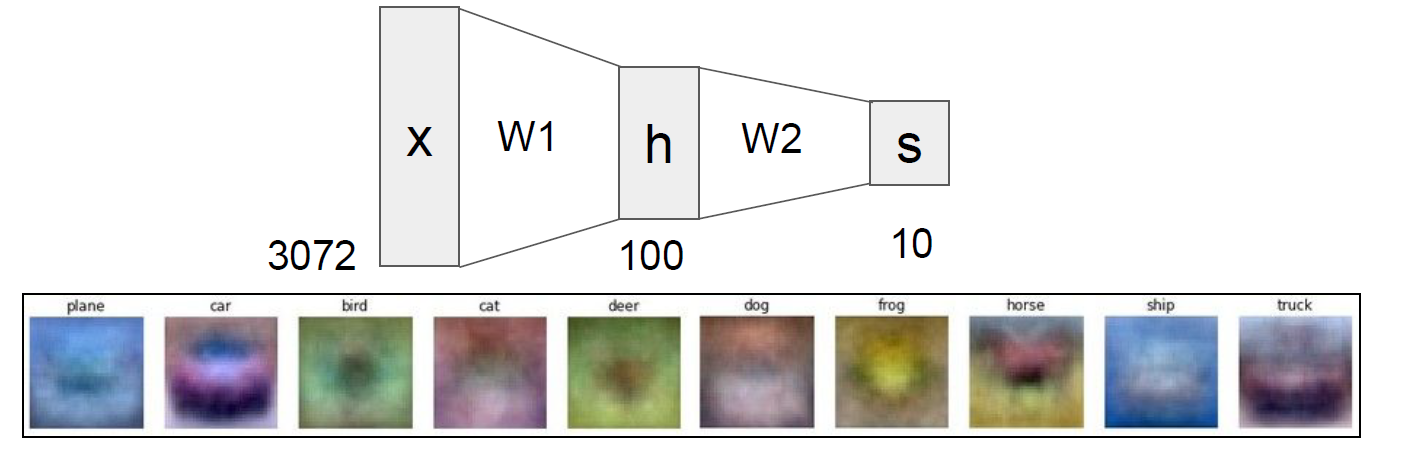 x W1 h W2 s
3072 100 10
plane car bird cat deer dog frog horse ship truck